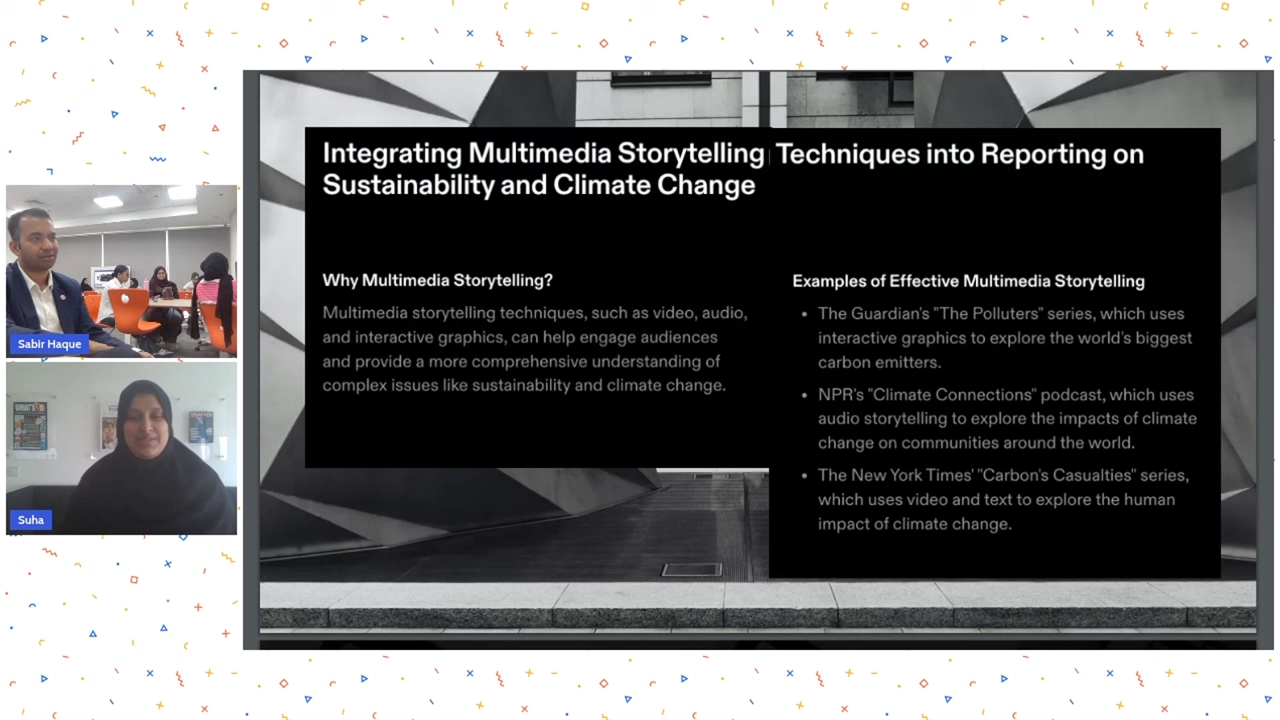 Integrating Multimedia Storytelling Techniques into Reporting on
Sustainability and Climate Change
Why Multimedia Storytelling?
Multimedia storytelling techniques, such as video, audio,
and interactive graphics, can help engage audiences
and provide a more comprehensive understanding of
complex issues like sustainability and climate change.
Examples of Effective Multimedia Storytelling
• The Guardian's "The Polluters" series, which uses
interactive graphics to explore the world's biggest
carbon emitters.
• NPR's "Climate Connections" podcast, which uses
audio storytelling to explore the impacts of climate
change on communities around the world.
• The New York Times' "Carbon's Casualties" series,
which uses video and text to explore the human
impact of climate change.
Sabir Haque
WHAT'S
Suha